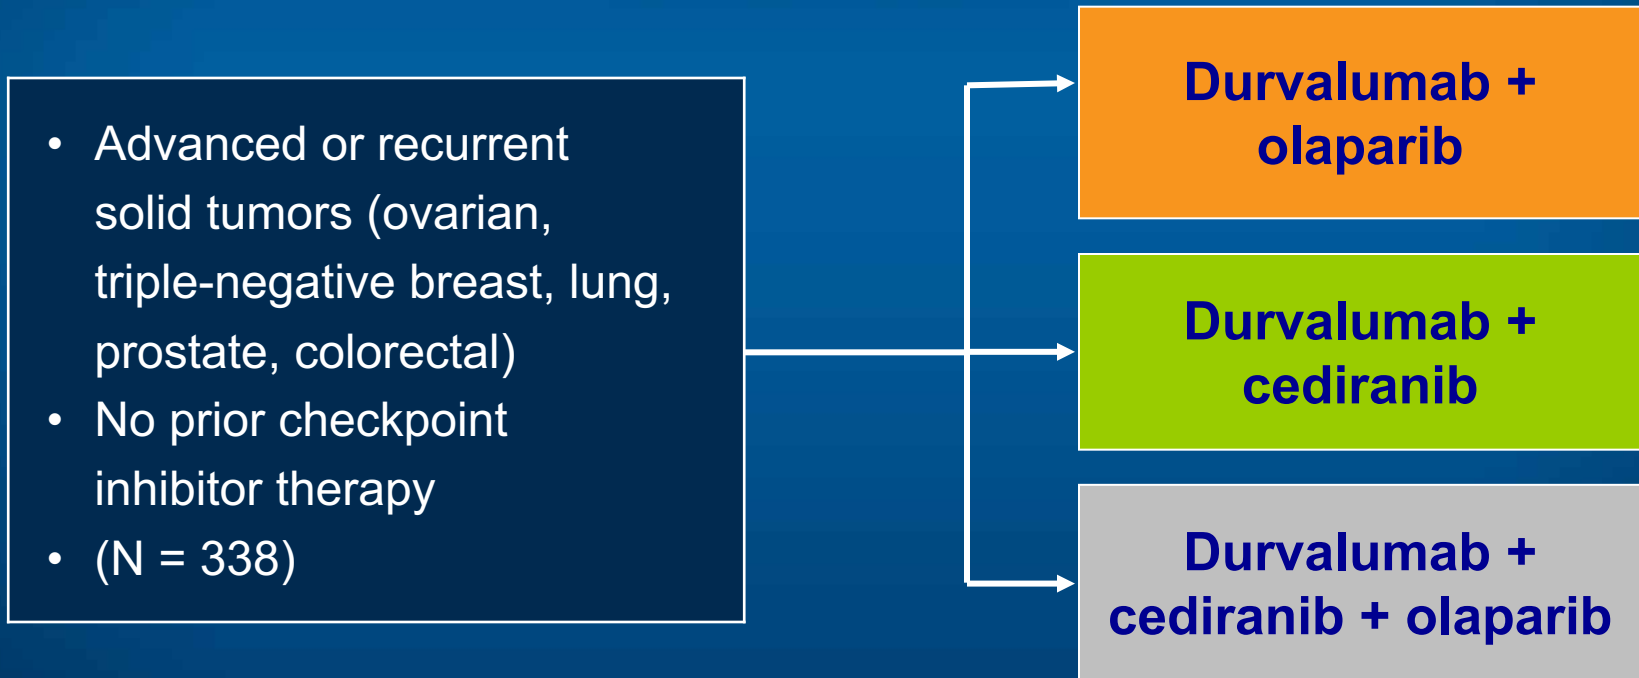 • Advanced or recurrent
solid tumors (ovarian,
triple-negative breast, lung,
prostate, colorectal)
• No prior checkpoint
inhibitor therapy
• (N = 338)
Durvalumab +
olaparib
Durvalumab +
cediranib
Durvalumab +
cediranib + olaparib